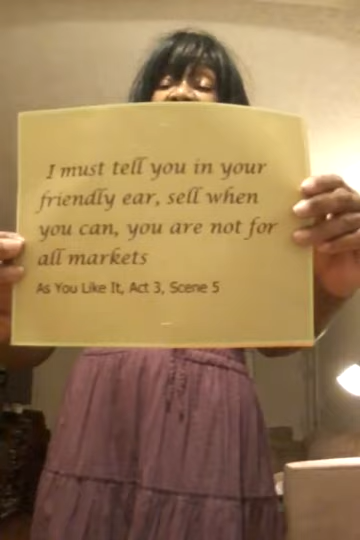 I must tell you in your
friendly ear, sell when
you can, you are not for
all markets
As You Like It, Act 3, Scene 5